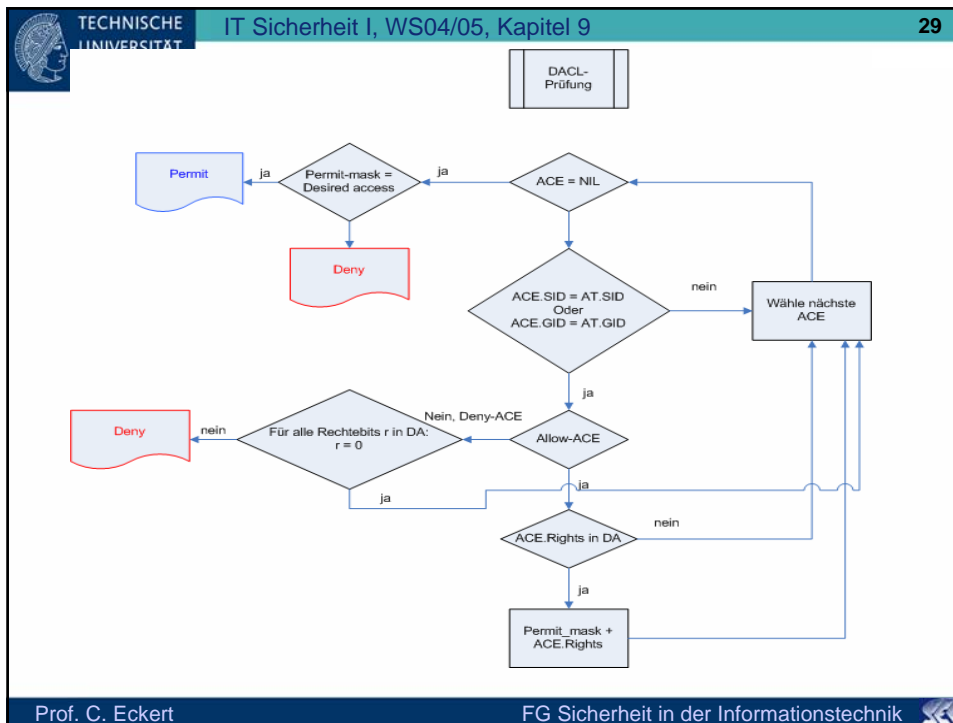 TECHNISCHE
UNIVERSITÄT
IT Sicherheit I, WS04/05, Kapitel 9
29
DACL-
Prüfung
Permit
ja
Permit-mask =
Desired access
ja
ACE = NIL
Deny
ACE.SID = AT.SID
Oder
ACE.GID = AT.GID
nein
Wähle nächste
ACE
ja
Deny
nein
Für alle Rechtebits r in DA:
r = 0
Nein, Deny-ACE
Allow-ACE
ja
ja
ACE.Rights in DA
nein
ja
Permit_mask +
ACE.Rights
Prof. C. Eckert
FG Sicherheit in der Informationstechnik